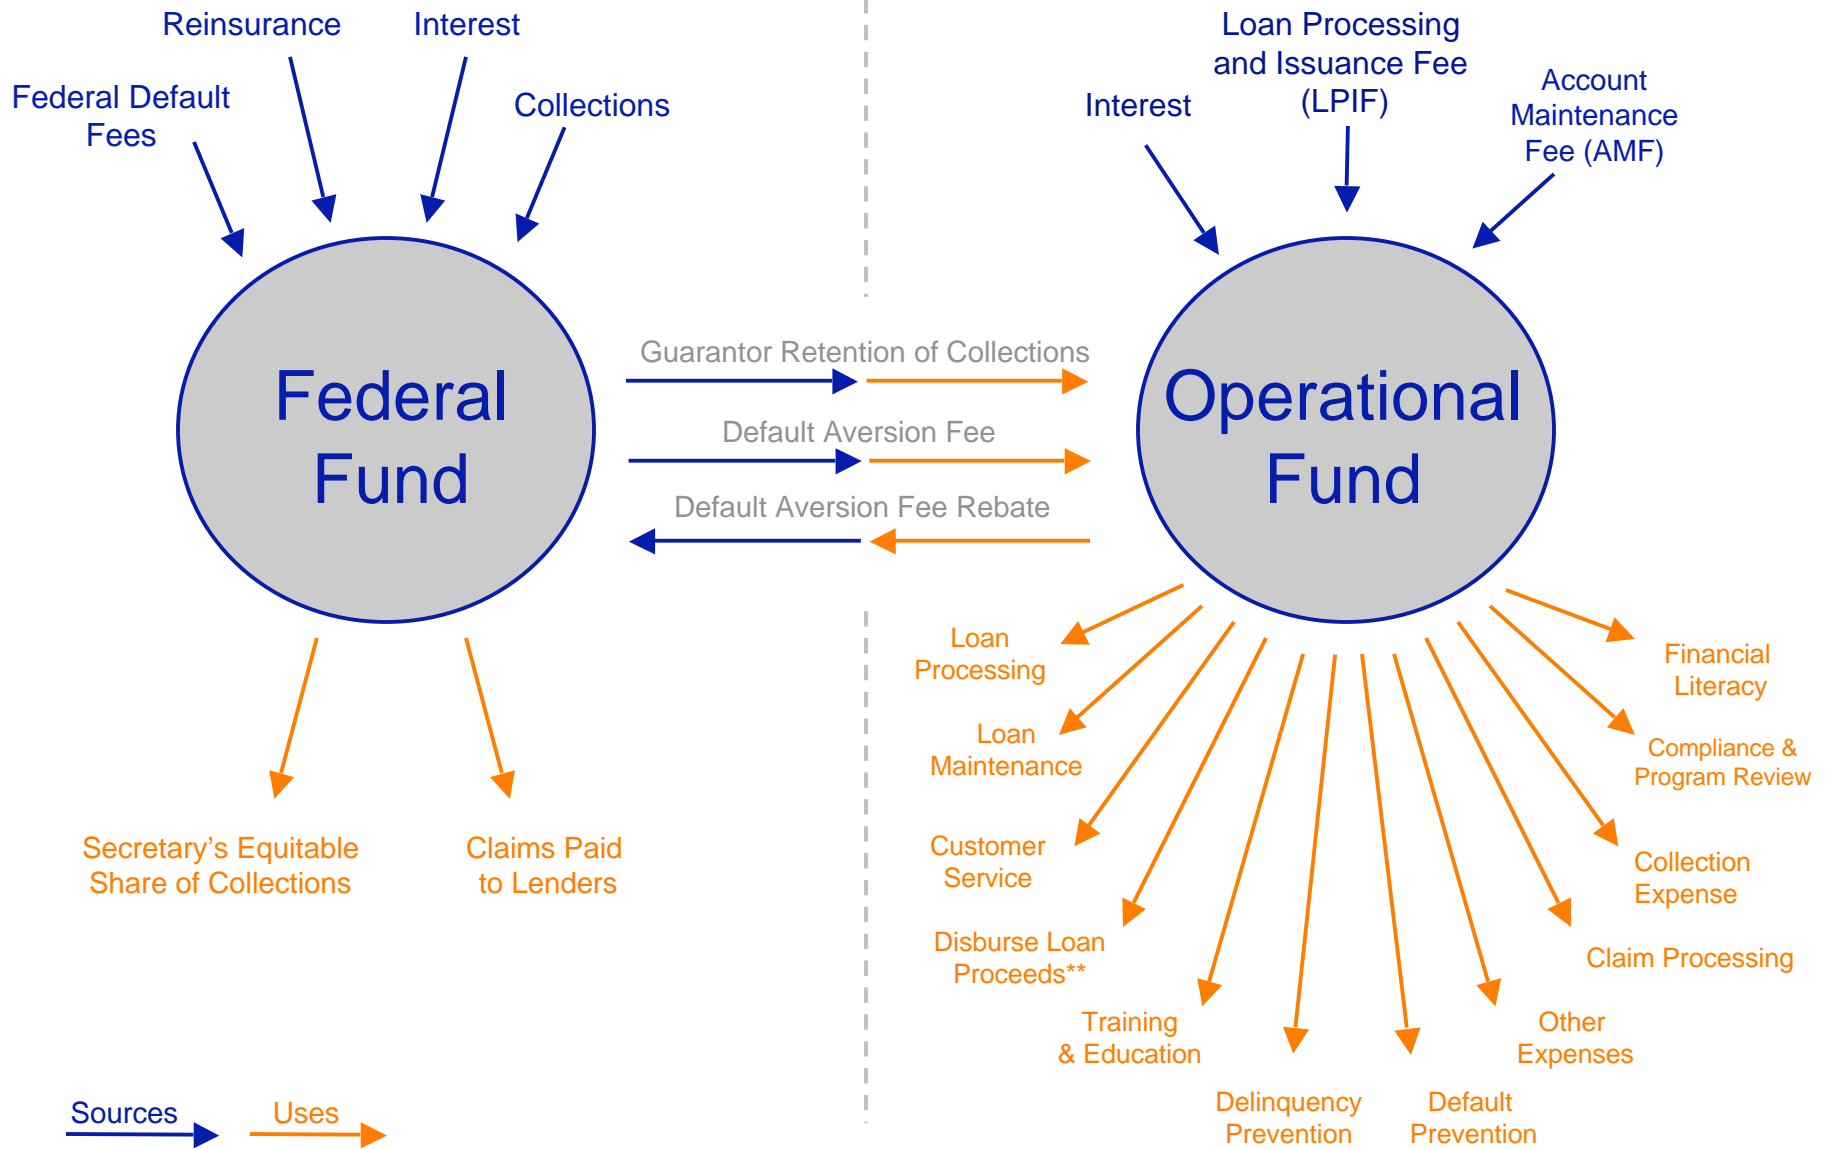 Reinsurance
Interest
Federal Default
Fees
Collections
Loan Processing
and Issuance Fee
(LPIF)
Interest
Account
Maintenance
Fee (AMF)
Federal
Fund
Guarantor Retention of Collections
Default Aversion Fee
Default Aversion Fee Rebate
Operational
Fund
Secretary’s Equitable
Share of Collections
Claims Paid
to Lenders
Loan
Processing
Loan
Maintenance
Customer
Service
Disburse Loan
Proceeds**
Training
& Education
Delinquency
Prevention
Default
Prevention
Other
Expenses
Claim Processing
Collection
Expense
Compliance &
Program Review
Financial
Literacy
Sources
Uses